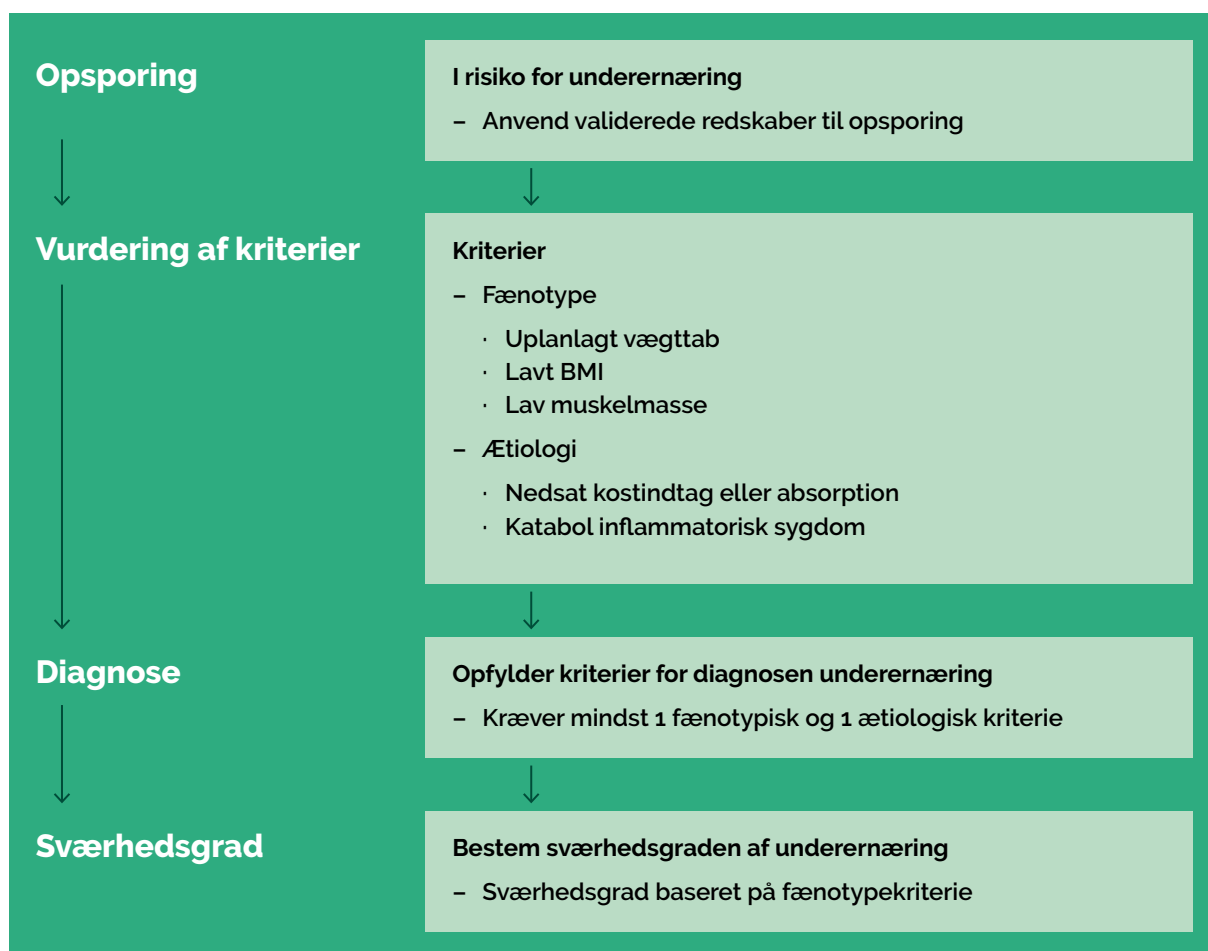 Opsporing
I risiko for underernæring
– Anvend validerede redskaber til opsporing
Vurdering af kriterier
Kriterier
– Fænotype
· Uplanlagt vægttab
· Lavt BMI
· Lav muskelmasse
– Ætiologi
· Nedsat kostindtag eller absorption
· Katabol inflammatorisk sygdom
Diagnose
Opfylder kriterier for diagnosen underernæring
– Kræver mindst 1 fænotypisk og 1 ætiologisk kriterie
Sværhedsgrad
Bestem sværhedsgraden af underernæring
– Sværhedsgrad baseret på fænotypekriterie